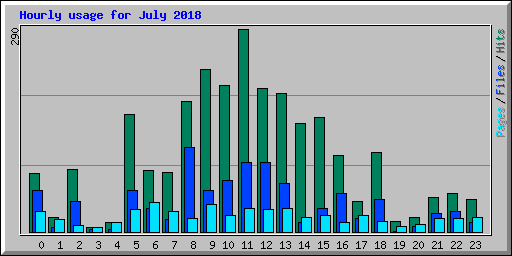 Hourly usage for July 2018
290
Pages/Files/Hits
0 1 2 3 4 5 6 7 8 9 10 11 12 13 14 15 16 17 18 19 20 21 22 23